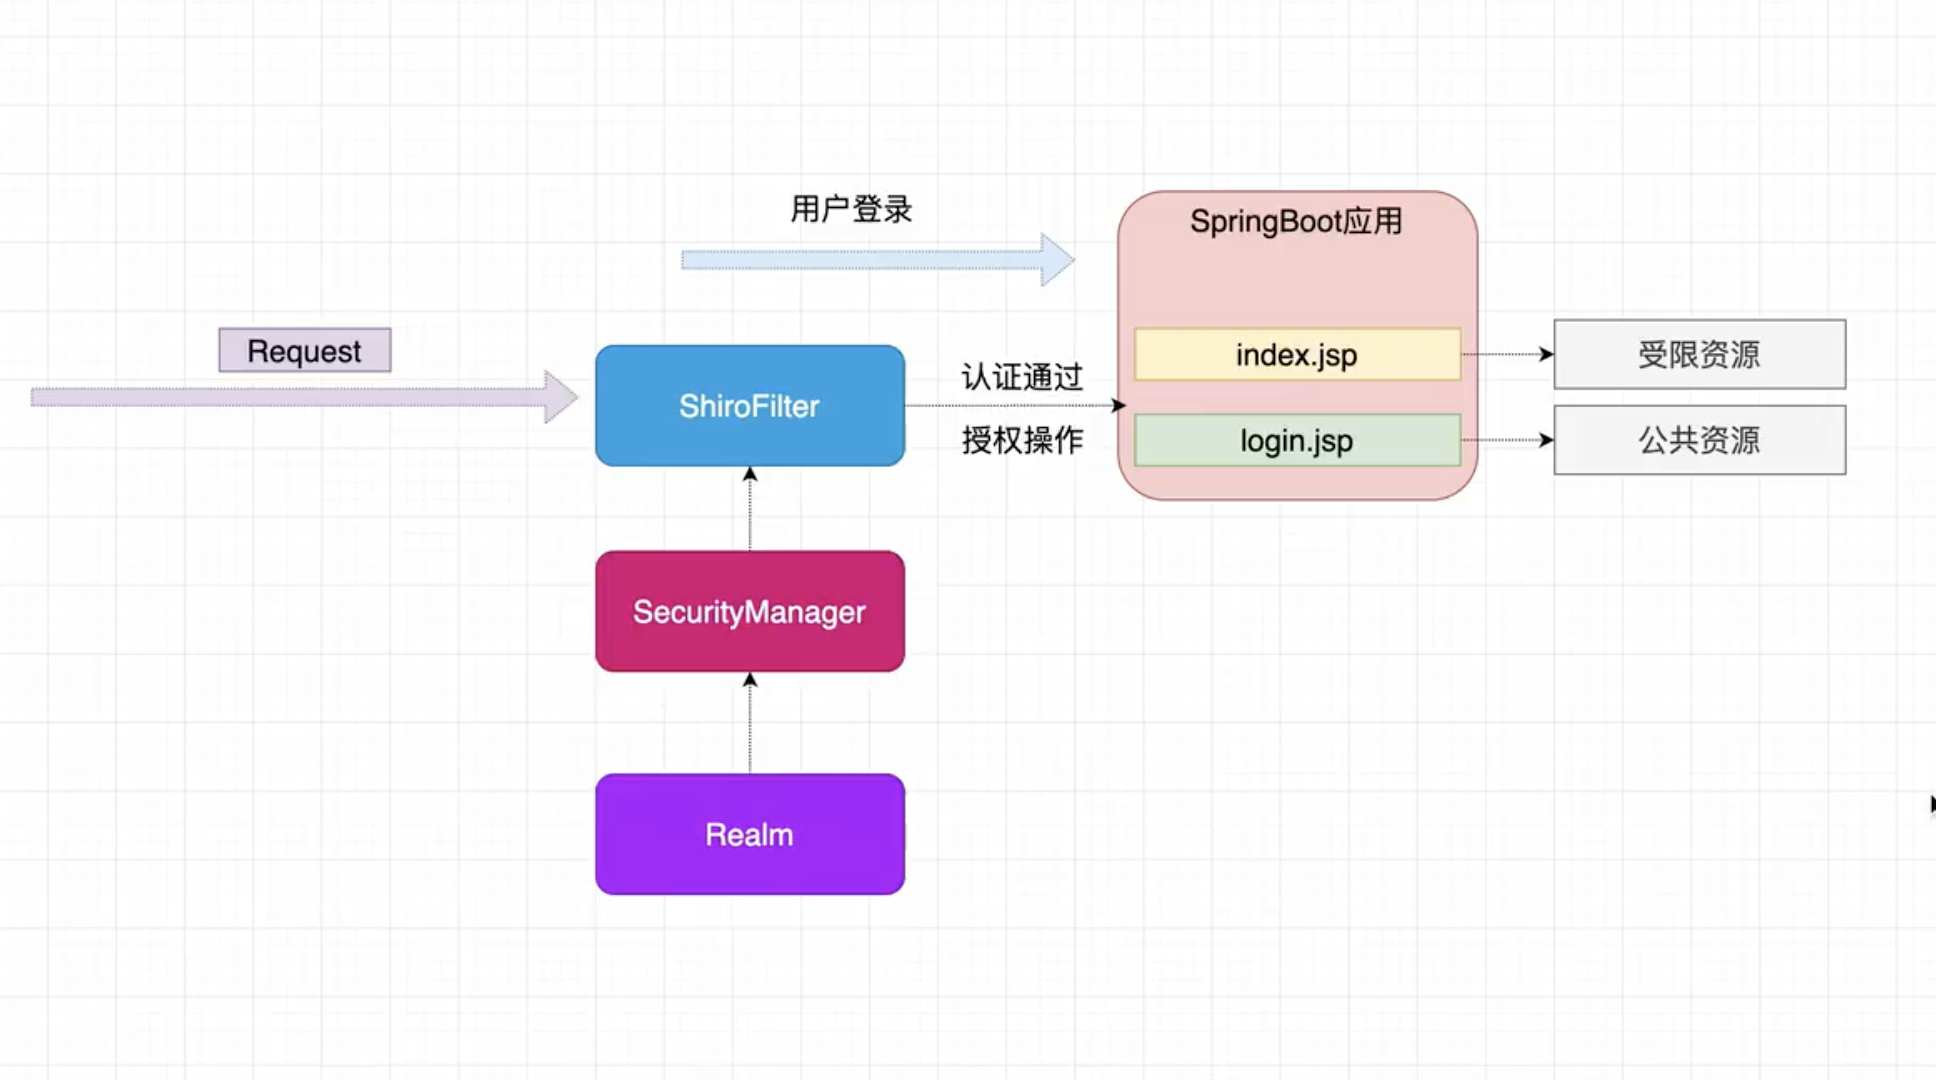 用户登录
SpringBoot应用
Request
index.jsp
受限资源
认证通过
ShiroFilter
授权操作
login.jsp
公共资源
SecurityManager
Realm